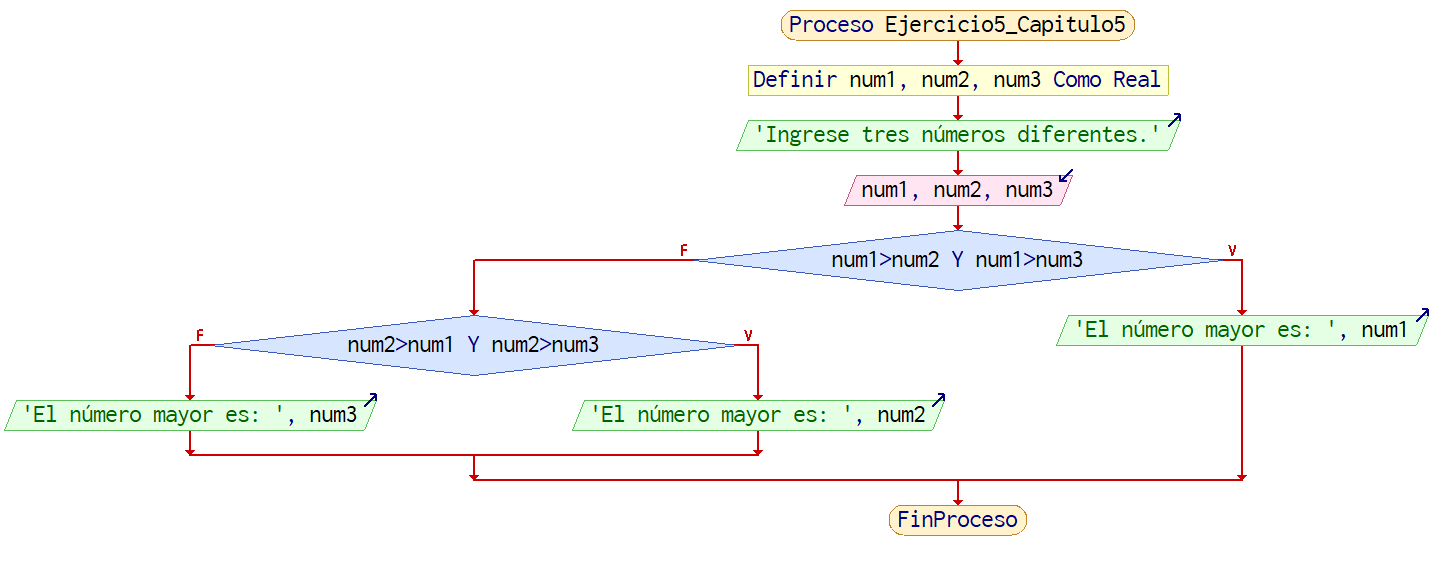 Proceso Ejercicio5_Capitulo5
Definir num1, num2, num3 Como Real
'Ingrese tres números diferentes.'
num1, num2, num3
F
V
num1>num2 Y num1>num3
F
V
num2>num1 Y num2>num3
'El número mayor es: ', num1
'El número mayor es: ', num3
'El número mayor es: ', num2
FinProceso